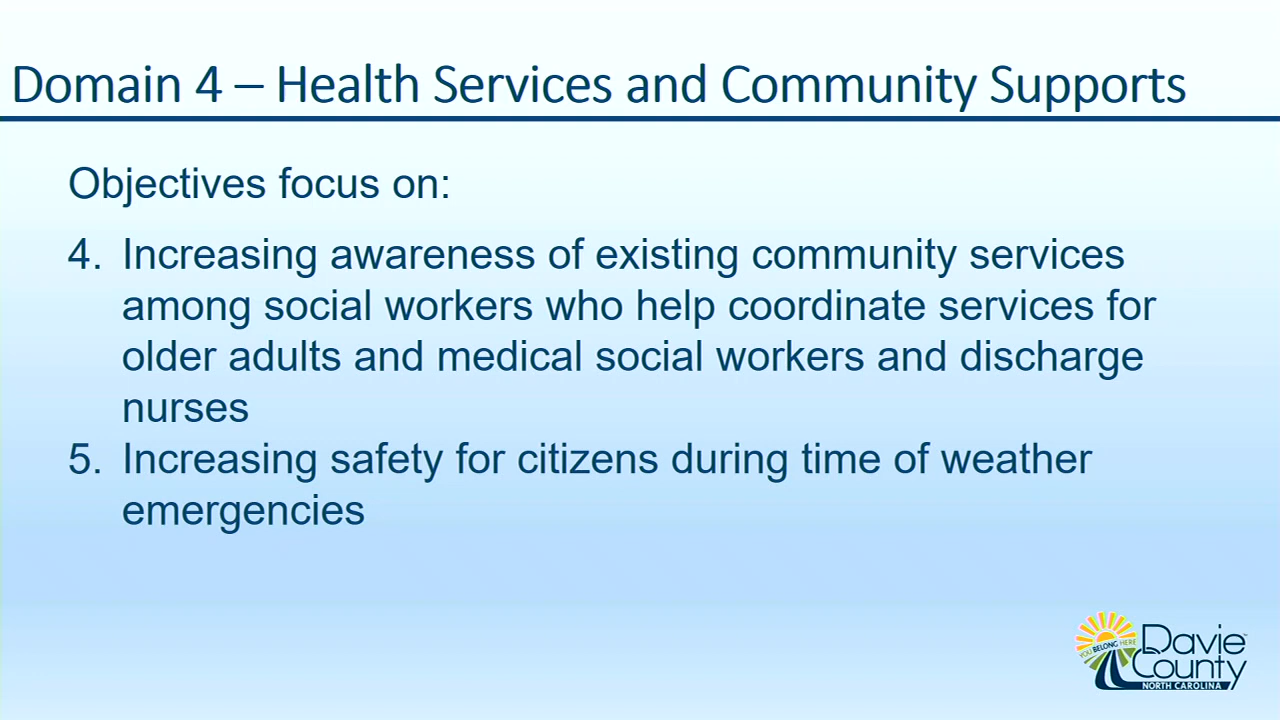 Domain 4 – Health Services and Community Supports
Objectives focus on:
4. Increasing awareness of existing community services
among social workers who help coordinate services for
older adults and medical social workers and discharge
nurses
5. Increasing safety for citizens during time of weather
emergencies
YOU BELONG HERE
Davie
County
NORTH CAROLINA